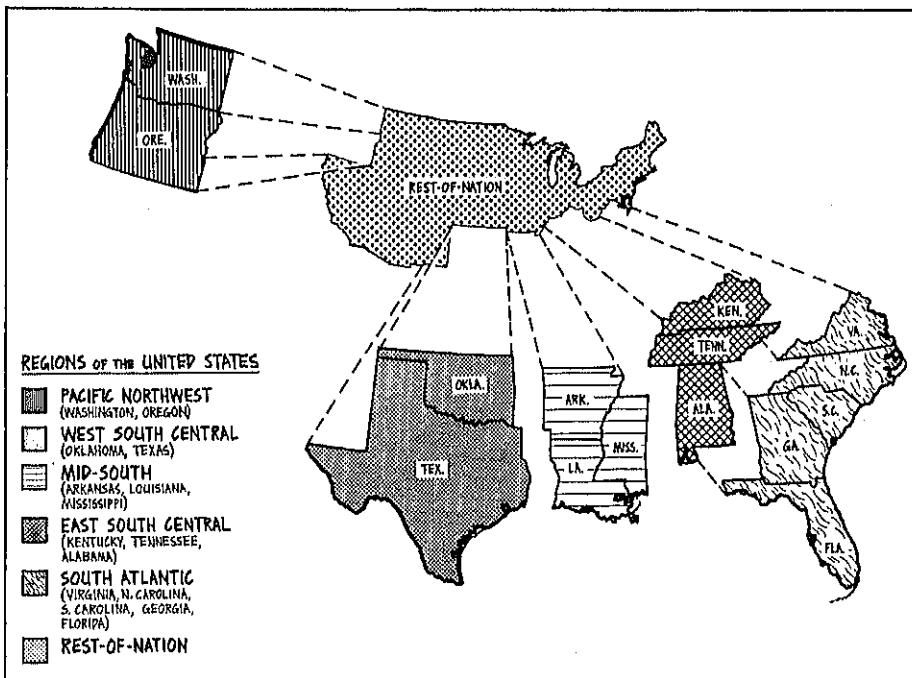 WASH.
ORE.
REST-OF-NATION
KEN.
TENN.
VA.
N.C.
S.C.
ALA.
GA.
FLA.
OKLA.
TEX.
ARK.
MISS.
LA.
REGIONS OF THE UNITED STATES
PACIFIC NORTHWEST
(WASHINGTON, OREGON)
WEST SOUTH CENTRAL
(OKLAHOMA, TEXAS)
MID-SOUTH
(ARKANSAS, LOUISIANA,
MISSISSIPPI)
EAST SOUTH CENTRAL
(KENTUCKY, TENNESSEE,
ALABAMA)
SOUTH ATLANTIC
(VIRGINIA, N. CAROLINA,
S. CAROLINA, GEORGIA,
FLORIDA)
REST-OF-NATION